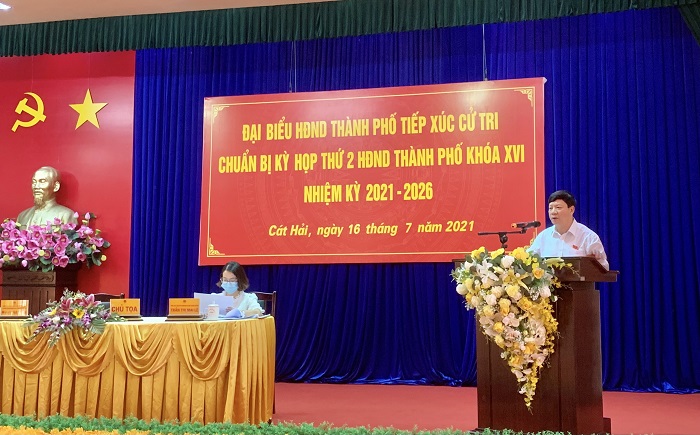 ĐẠI BIỂU HĐND THÀNH PHỐ TIẾP XÚC CỬ TRI
CHUẨN BỊ KỲ HỌP THỨ 2 HĐND THÀNH PHỐ KHÓA XVI
NHIỆM KỲ 2021 - 2026
Cát Hải, ngày 16 tháng 7 năm 2021
CHỦ TỌA